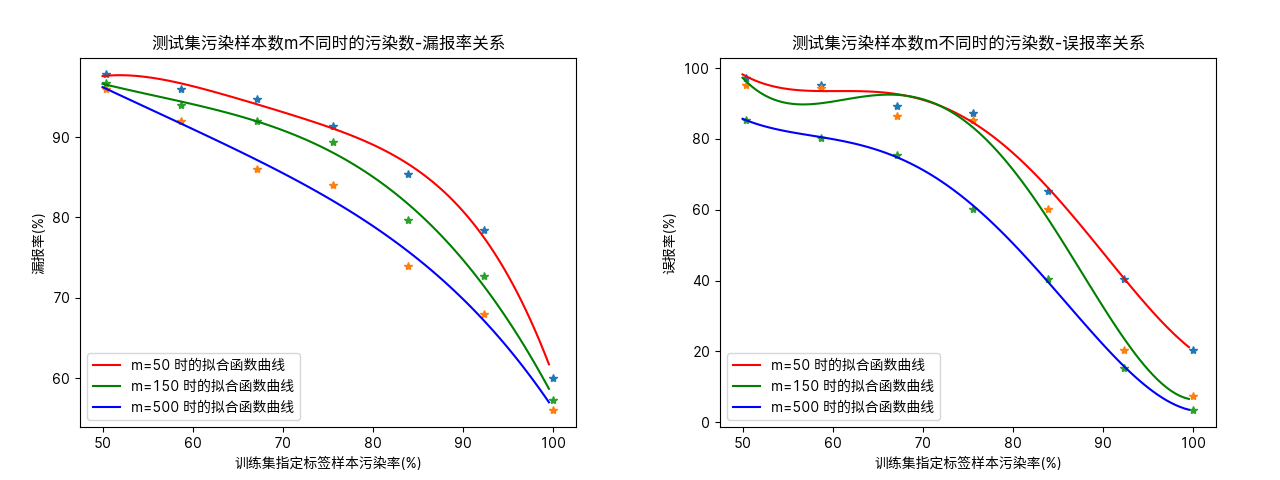 测试集污染样本数m不同时的污染数-漏报率关系
漏报率(%)
90
80
70
60
50 60 70 80 90 100
训练集指定标签样本污染率(%)
m=50 时的拟合函数曲线
m=150 时的拟合函数曲线
m=500 时的拟合函数曲线
测试集污染样本数m不同时的污染数-误报率关系
误报率(%)
100
80
60
40
20
0
50 60 70 80 90 100
训练集指定标签样本污染率(%)
m=50 时的拟合函数曲线
m=150 时的拟合函数曲线
m=500 时的拟合函数曲线